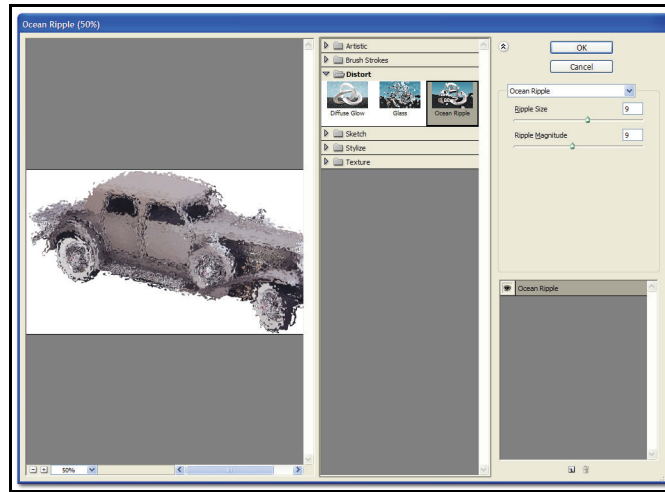 Ocean Ripple (50%)
Artistic
Brush Strokes
Distort
Diffuse Glow Glass Ocean Ripple
Sketch
Stylize
Texture
50%
OK
Cancel
Ocean Ripple
Ripple Size 9
Ripple Magnitude 9
Ocean Ripple